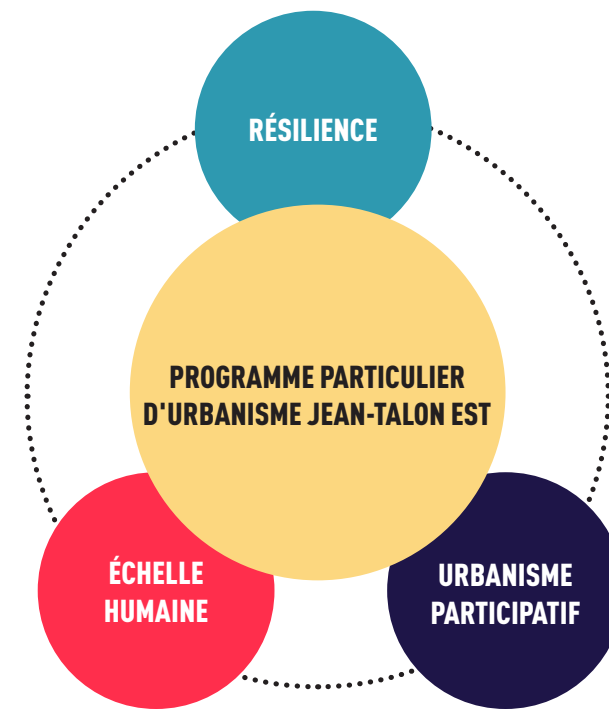 RÉSILIENCE
PROGRAMME PARTICULIER
D'URBANISME JEAN-TALON EST
ÉCHELLE
HUMAINE
URBANISME
PARTICIPATIF